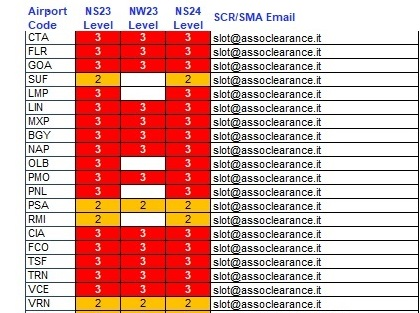 Airport Code NS23 Level NW23 Level NS24 Level SCR/SMA Email
CTA 3 3 3 slot@assoclearance.it
FLR 3 3 3 slot@assoclearance.it
GOA 3 3 3 slot@assoclearance.it
SUF 2 2 slot@assoclearance.it
LMP 3 3 slot@assoclearance.it
LIN 3 3 3 slot@assoclearance.it
MXP 3 3 3 slot@assoclearance.it
BGY 3 3 3 slot@assoclearance.it
NAP 3 3 3 slot@assoclearance.it
OLB 3 3 slot@assoclearance.it
PMO 3 3 3 slot@assoclearance.it
PNL 3 3 slot@assoclearance.it
PSA 2 2 2 slot@assoclearance.it
RMI 2 2 slot@assoclearance.it
CIA 3 3 3 slot@assoclearance.it
FCO 3 3 3 slot@assoclearance.it
TSF 3 3 3 slot@assoclearance.it
TRN 3 3 3 slot@assoclearance.it
VCE 3 3 3 slot@assoclearance.it
VRN 2 2 2 slot@assoclearance.it